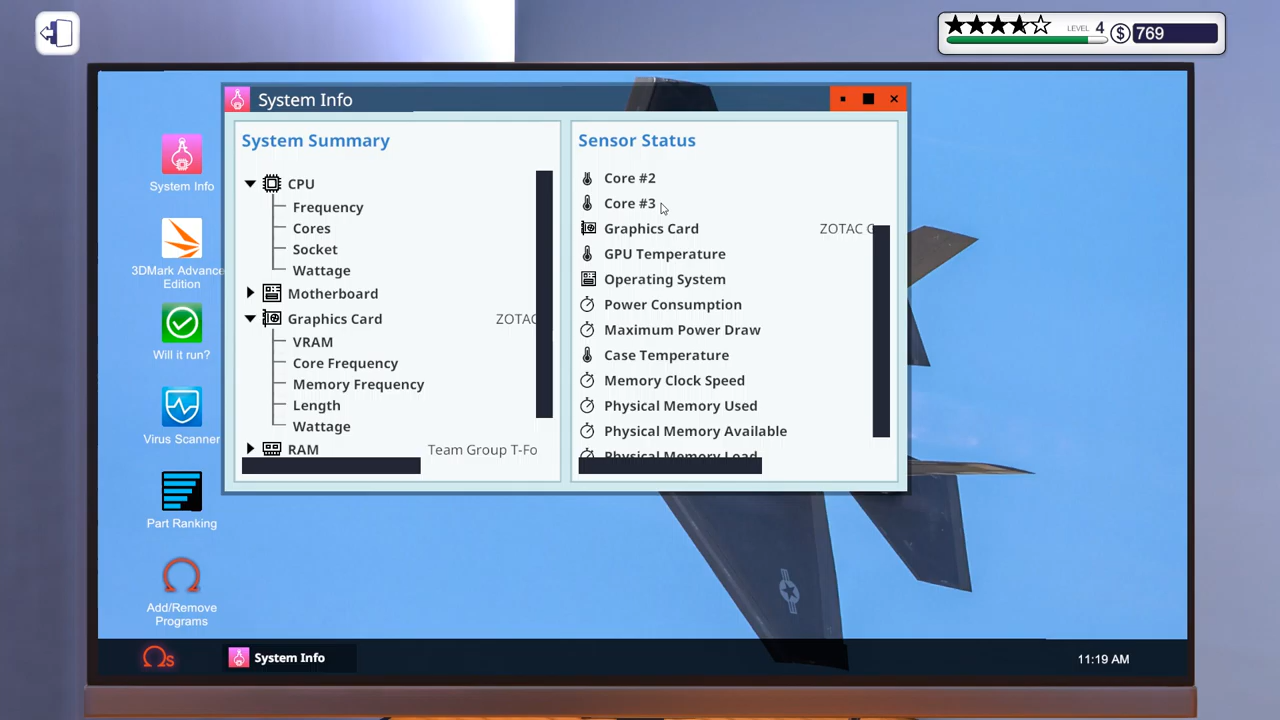 LEVEL 4
$ 769
System Info
System Summary
CPU
Frequency
Cores
Socket
Wattage
Motherboard
Graphics Card ZOTAC
VRAM
Core Frequency
Memory Frequency
Length
Wattage
RAM Team Group T-Fo
Sensor Status
Core #2
Core #3
Graphics Card ZOTAC G
GPU Temperature
Operating System
Power Consumption
Maximum Power Draw
Case Temperature
Memory Clock Speed
Physical Memory Used
Physical Memory Available
Physical Memory Load
System Info
3DMark Advance
Edition
Will it run?
Virus Scanner
Part Ranking
Add/Remove
Programs
Ωs
System Info
11:19 AM